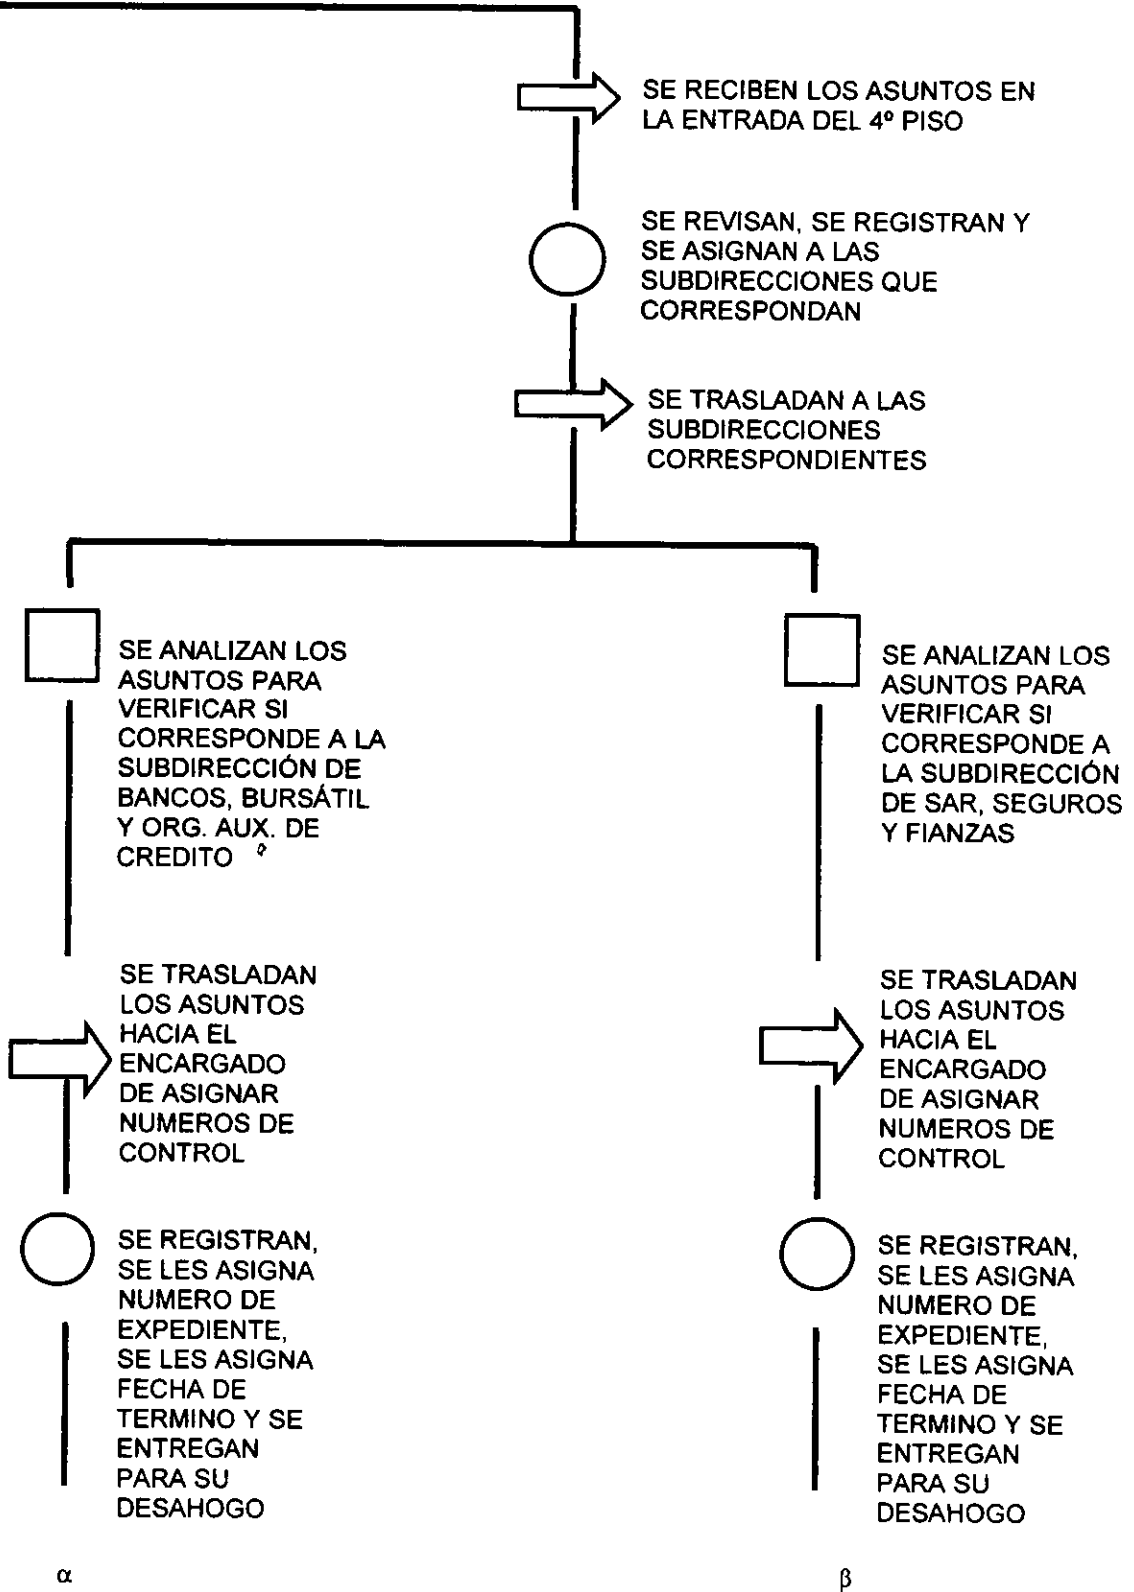 SE RECIBEN LOS ASUNTOS EN
LA ENTRADA DEL 4º PISO
SE REVISAN, SE REGISTRAN Y
SE ASIGNAN A LAS
SUBDIRECCIONES QUE
CORRESPONDAN
SE TRASLADAN A LAS
SUBDIRECCIONES
CORRESPONDIENTES
SE ANALIZAN LOS
ASUNTOS PARA
VERIFICAR SI
CORRESPONDE A LA
SUBDIRECCIÓN DE
BANCOS, BURSÁTIL
Y ORG. AUX. DE
CREDITO
SE TRASLADAN
LOS ASUNTOS
HACIA EL
ENCARGADO
DE ASIGNAR
NUMEROS DE
CONTROL
SE REGISTRAN,
SE LES ASIGNA
NUMERO DE
EXPEDIENTE,
SE LES ASIGNA
FECHA DE
TERMINO Y SE
ENTREGAN
PARA SU
DESAHOGO
α
SE ANALIZAN LOS
ASUNTOS PARA
VERIFICAR SI
CORRESPONDE A
LA SUBDIRECCIÓN
DE SAR, SEGUROS
Y FIANZAS
SE TRASLADAN
LOS ASUNTOS
HACIA EL
ENCARGADO
DE ASIGNAR
NUMEROS DE
CONTROL
SE REGISTRAN,
SE LES ASIGNA
NUMERO DE
EXPEDIENTE,
SE LES ASIGNA
FECHA DE
TERMINO Y SE
ENTREGAN
PARA SU
DESAHOGO
β